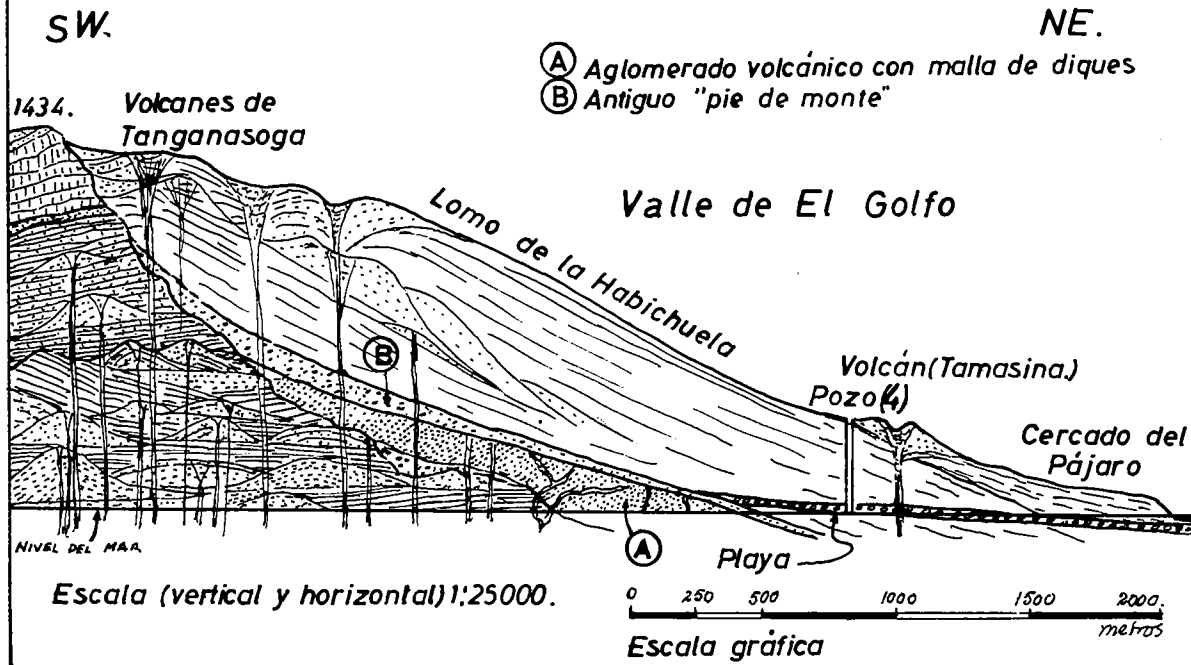 SW.
NE.
A Aglomerado volcánico con malla de diques
B Antiguo "pie de monte"
1434.
Volcanes de
Tanganasoga
Valle de El Golfo
Lomo de la Habichuela
B
Volcán (Tamasina.)
Pozo (4)
Cercado del
Pájaro
NIVEL DEL MAR
A
Playa
Escala (vertical y horizontal) 1:25000.
0 250 500 1000 1500 2000.
metros
Escala gráfica